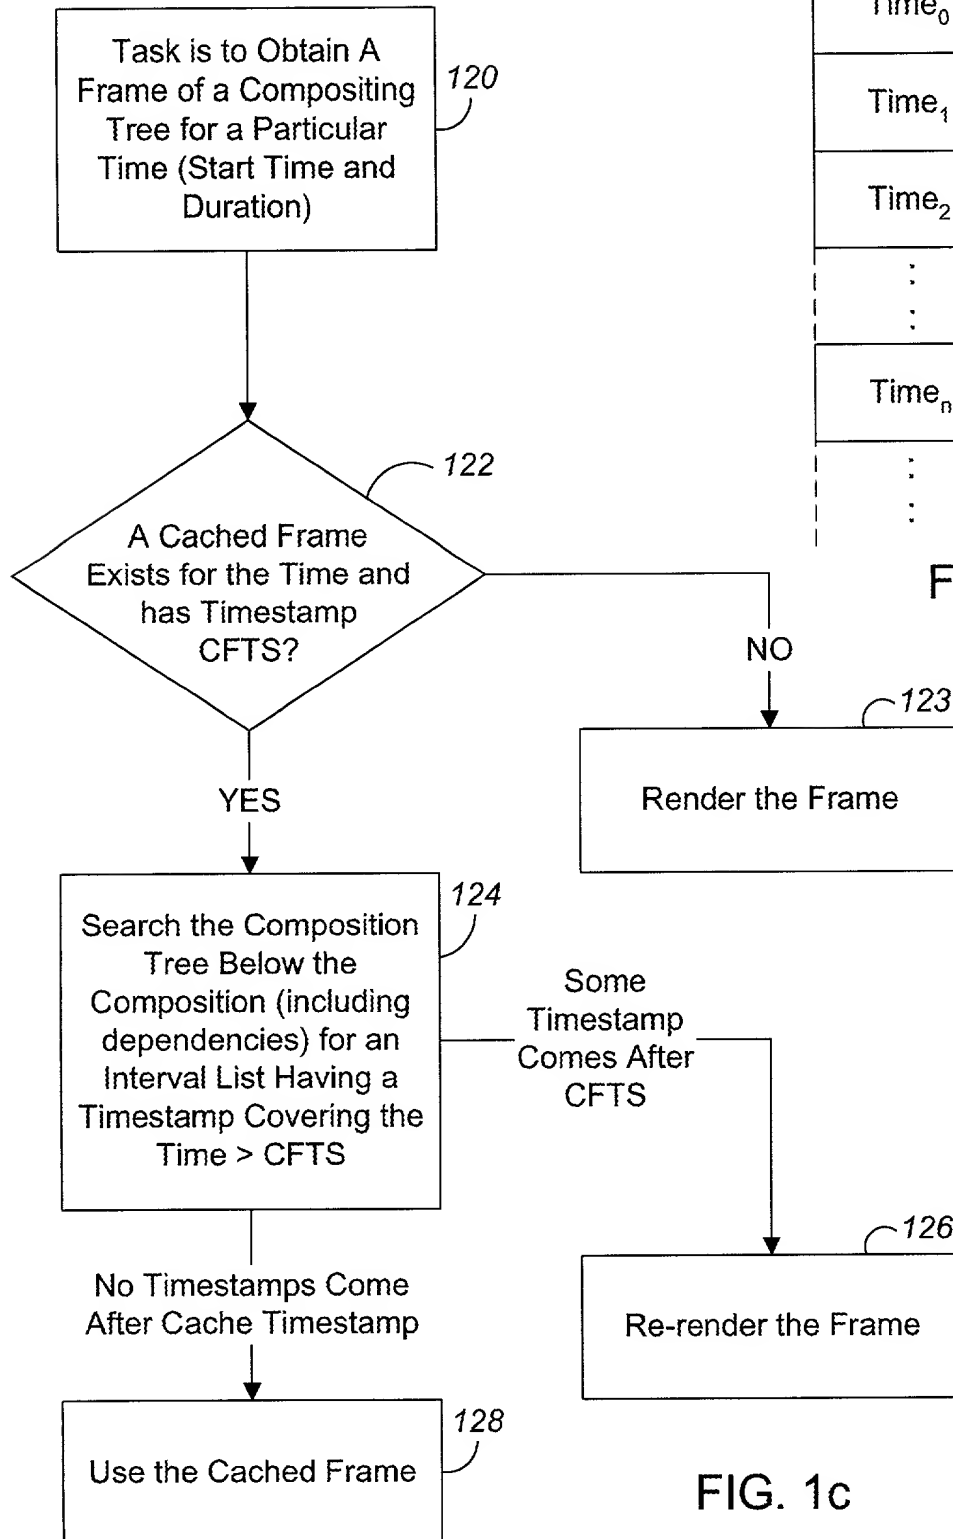 Task is to Obtain A
Frame of a Compositing
Tree for a Particular
Time (Start Time and
Duration)
120
A Cached Frame
Exists for the Time and
has Timestamp
CFTS?
122
NO
123
Render the Frame
YES
Search the Composition
Tree Below the
Composition (including
dependencies) for an
Interval List Having a
Timestamp Covering the
Time > CFTS
124
Some
Timestamp
Comes After
CFTS
126
Re-render the Frame
No Timestamps Come
After Cache Timestamp
128
Use the Cached Frame
FIG. 1c
Time₀
Time₁
Time₂
Timeₙ
F